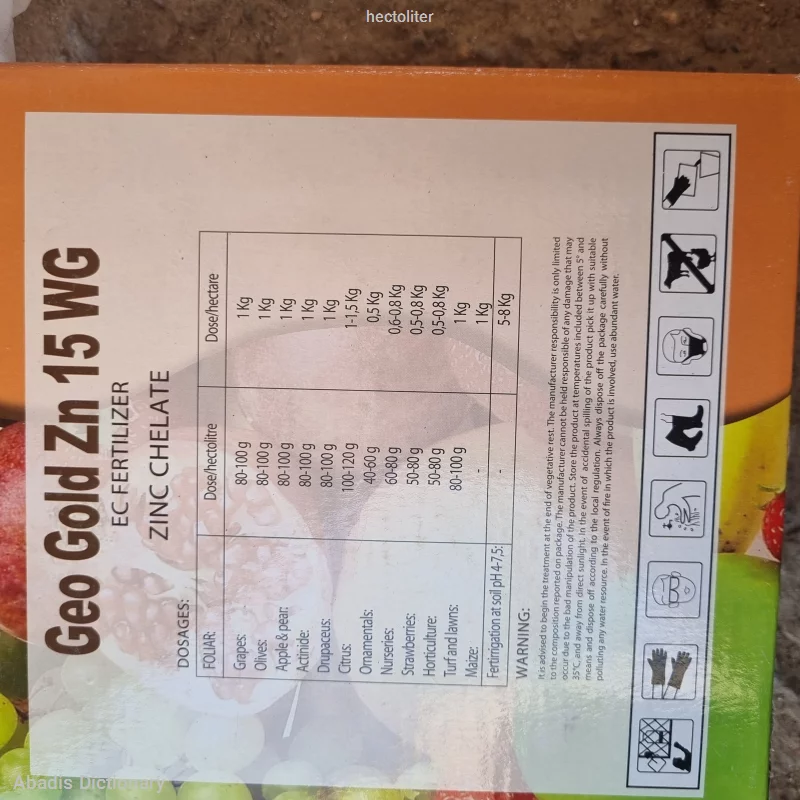 hectoliter
Geo Gold Zn 15 WG
EC-FERTILIZER
ZINC CHELATE
DOSAGES:
FOLIAR: Dose/hectolitre Dose/hectare
Grapes: 80-100 g 1 Kg
Olives: 80-100 g 1 Kg
Apple & pear: 80-100 g 1 Kg
Actinide: 80-100 g 1 Kg
Drupaceus: 80-100 g 1 Kg
Citrus: 100-120 g 1-1,5 Kg
Ornamentals: 40-60 g 0,5 Kg
Nurseries: 60-80 g 0,6-0,8 Kg
Strawberries: 50-80 g 0,5-0,8 Kg
Horticulture: 50-80 g 0,5-0,8 Kg
Turf and lawns: 80-100 g 1 Kg
Maize: - 1 Kg
Fertirrigation at soil pH 4-7,5: - 5-8 Kg
WARNING:
It is advised to begin the treatment at the end of vegetative rest. The manufacturer responsibility is only limited
to the composition reported on package. The manufacturer cannot be held responsible of any damage that may
occur due to the bad manipulation of the product. Store the product at temperatures included between 5° and
35°C and away from direct sunlight. In the event of accidental spilling of the product pick it up with suitable
means and dispose off according to the local regulation. Always dispose off the package carefully without
polluting any water resource. In the event of fire in which the product is involved, use abundant water.
Abadis Dictionary